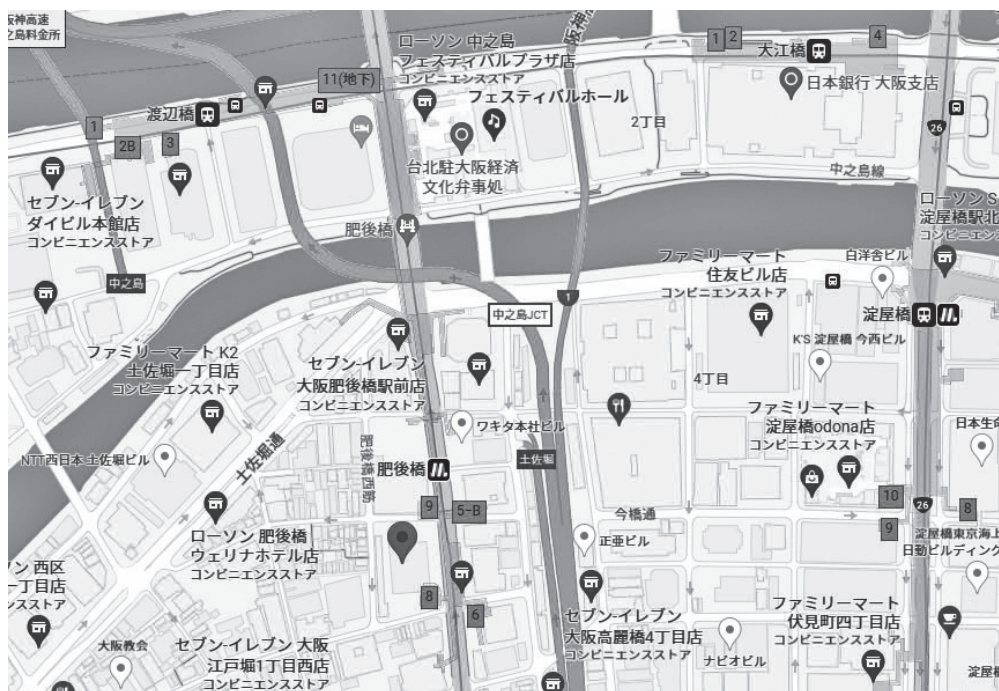 阪神高速
之島料金所
1
2B
3
渡辺橋
11(地下)
ローソン 中之島
フェスティバルプラザ店
コンビニエンスストア
フェスティバルホール
台北駐大阪経済
文化弁事処
阪神
1
2
大江橋
4
日本銀行 大阪支店
2丁目
26
中之島線
セブン-イレブン
ダイビル本館店
コンビニエンスストア
中之島
肥後橋
ローソン S
淀屋橋駅北
コンビニエンス
白洋舎ビル
ファミリーマート
住友ビル店
コンビニエンスストア
1
中之島JCT
淀屋橋
K'S 淀屋橋 今西ビル
4丁目
ファミリーマート K2
土佐堀一丁目店
コンビニエンスストア
セブン-イレブン
大阪肥後橋駅前店
コンビニエンスストア
ワキタ本社ビル
土佐堀
ファミリーマート
淀屋橋odona店
コンビニエンスストア
日本生命
NTT西日本 土佐堀ビル
土佐堀通
肥後橋西筋
肥後橋
9
5-B
今橋通
正亜ビル
10
9
26
8
淀屋橋東京海上
日動ビルディング
ローソン 肥後橋
ウェリナホテル店
コンビニエンスストア
ソン 西区
一丁目店
ンスストア
8
6
大阪教会
セブン-イレブン 大阪
江戸堀1丁目西店
コンビニエンスストア
セブン-イレブン
大阪高麗橋4丁目店
コンビニエンスストア
ナビオビル
ファミリーマート
伏見町四丁目店
コンビニエンスストア
淀屋